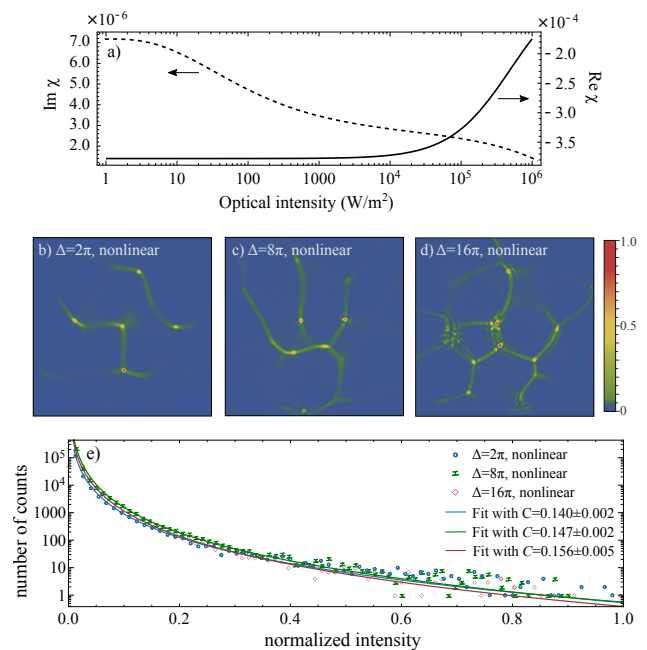 ×10⁻⁶
×10⁻⁴
a)
7.0
6.0
5.0
4.0
3.0
2.0
Im χ
−2
−2.5
−3
−3.5
Re χ
1
10
100
1000
10⁴
10⁵
10⁶
Optical intensity (W/m²)
b) Δ=2π, nonlinear
c) Δ=8π, nonlinear
d) Δ=16π, nonlinear
1.0
0.5
0
e)
10⁵
10⁴
1000
100
10
1
number of counts
Δ=2π, nonlinear
Δ=8π, nonlinear
Δ=16π, nonlinear
Fit with C=0.140±0.002
Fit with C=0.147±0.002
Fit with C=0.156±0.005
0.0
0.2
0.4
0.6
0.8
1.0
normalized intensity